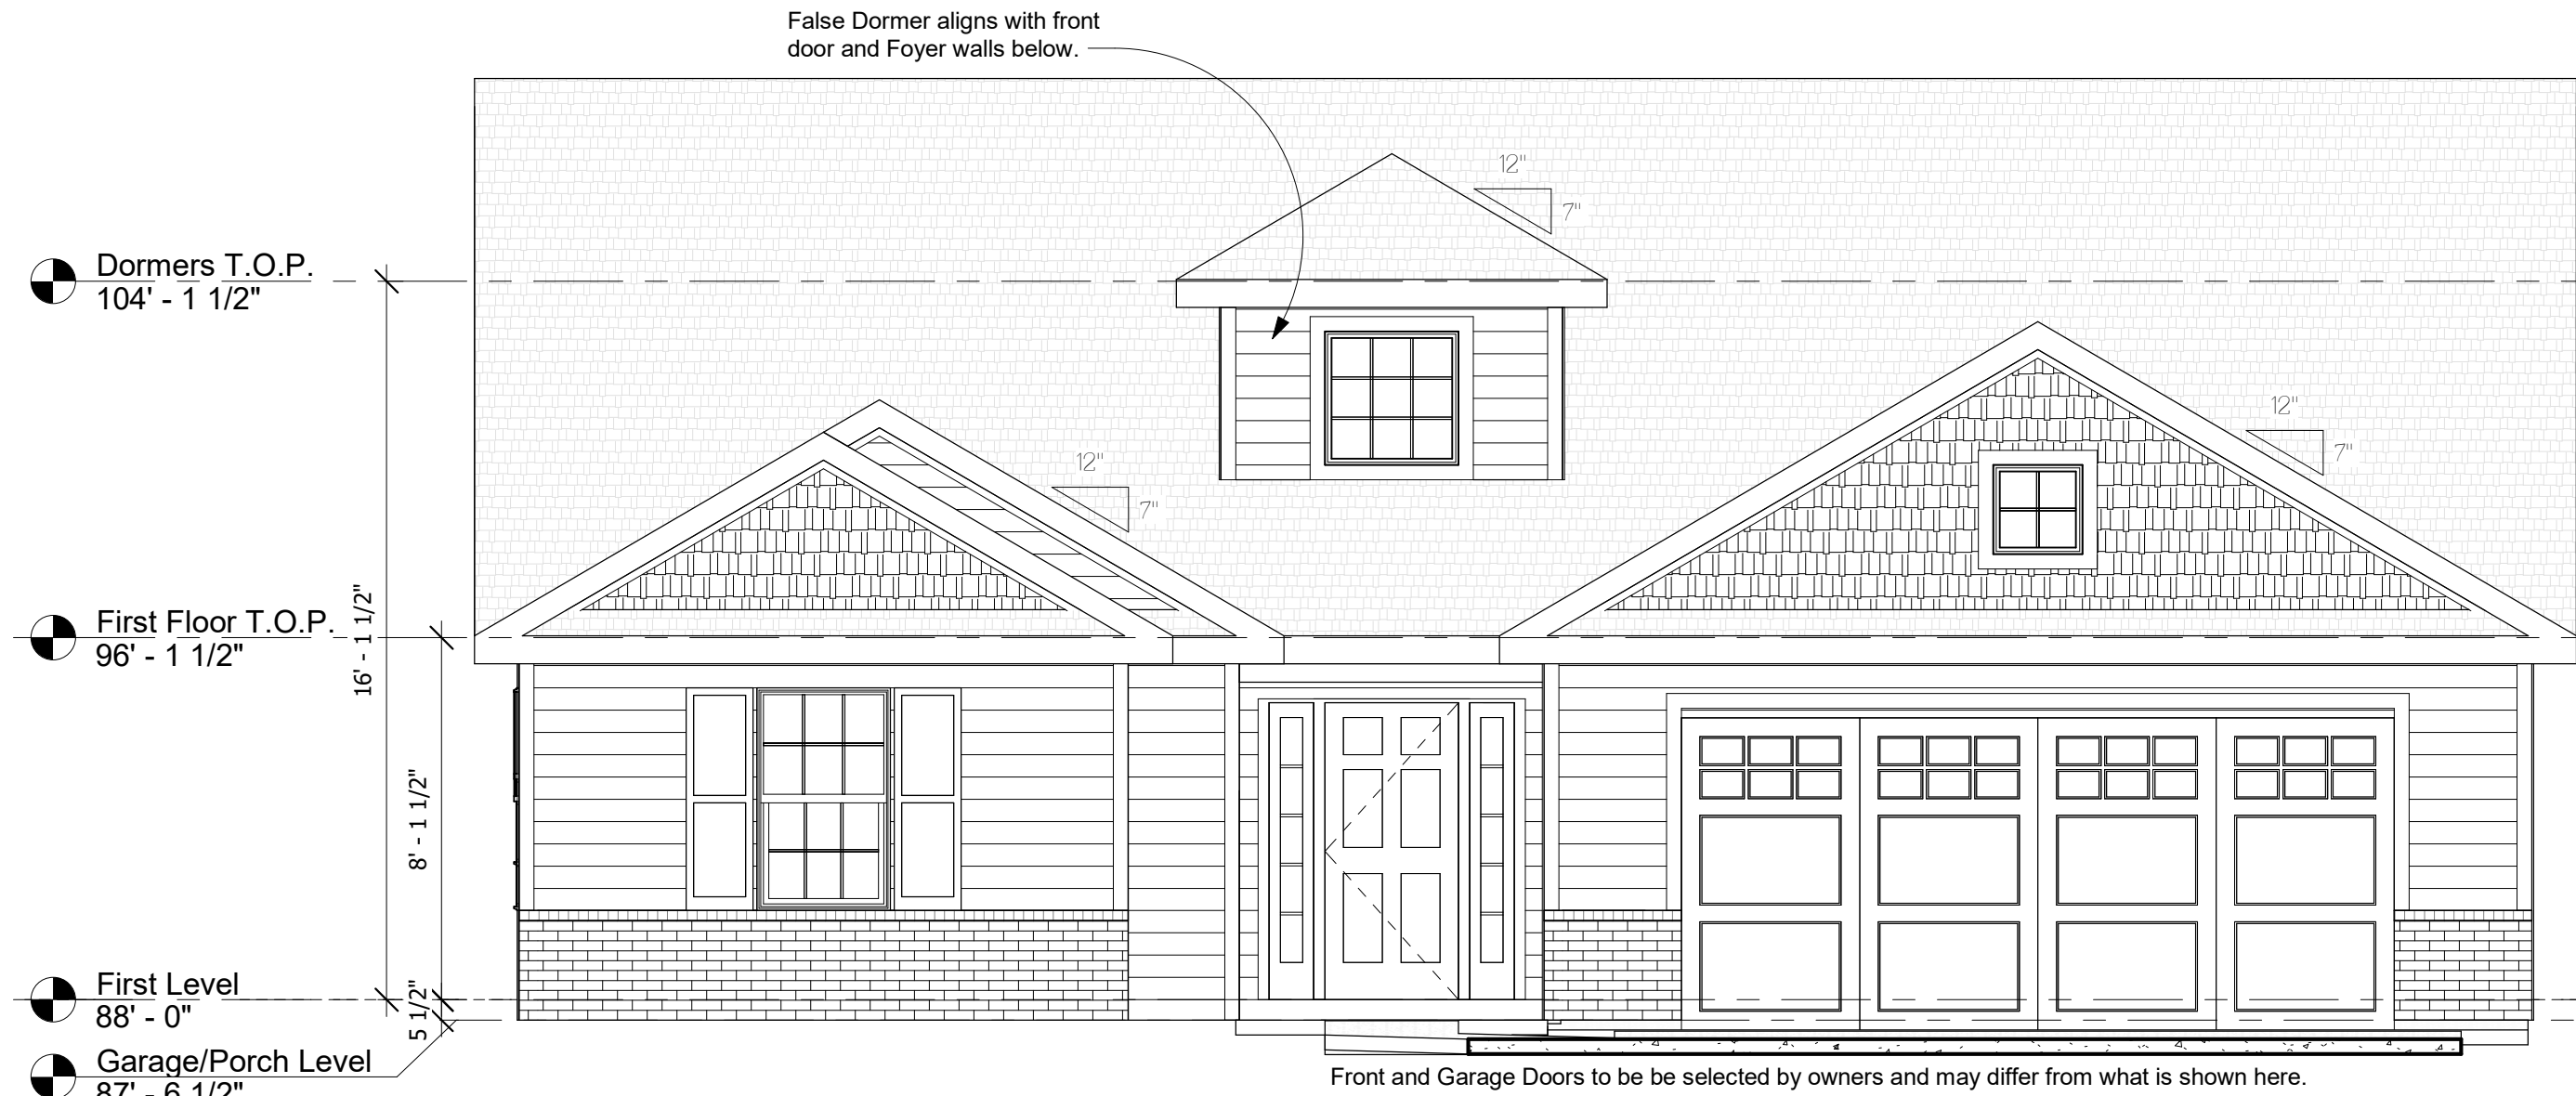 False Dormer aligns with front
door and Foyer walls below.
12"
7"
Dormers T.O.P.
104' - 1 1/2"
12"
7"
12"
7"
First Floor T.O.P.
96' - 1 1/2"
16' - 1 1/2"
8' - 1 1/2"
First Level
88' - 0"
5 1/2"
Garage/Porch Level
87' - 6 1/2"
Front and Garage Doors to be be selected by owners and may differ from what is shown here.